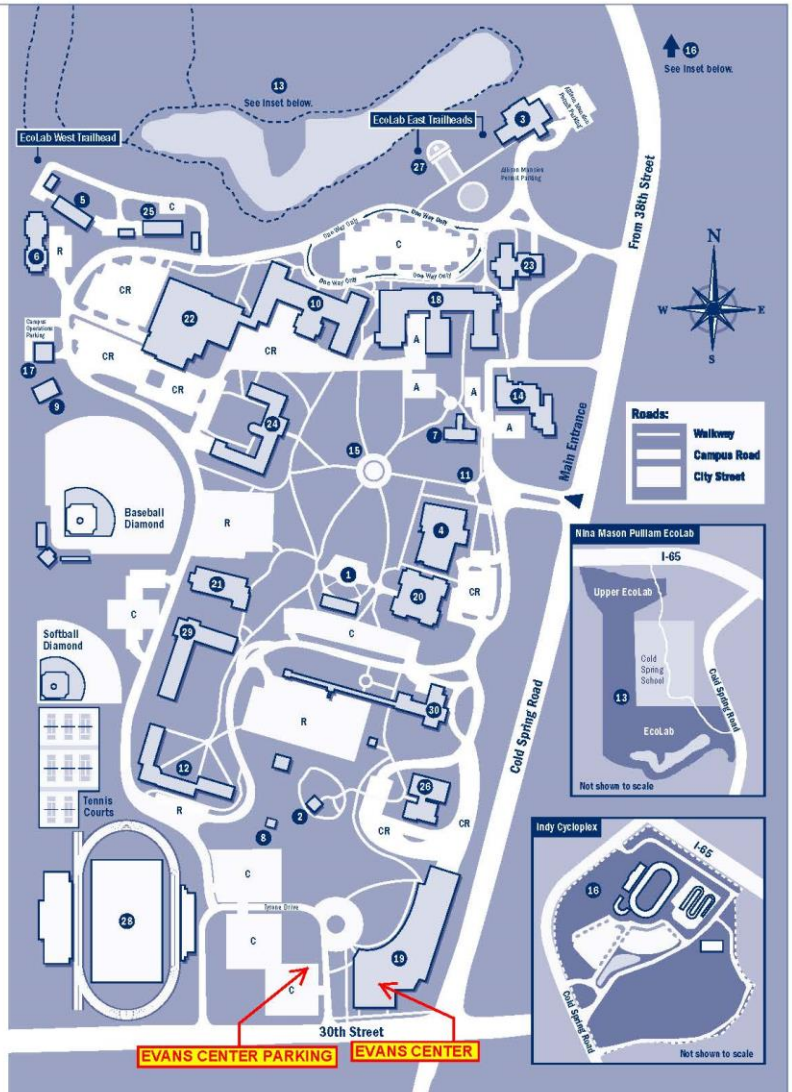 16
See Inset below.
13
See Inset below.
3
Allison Mansion
Permit Parking
EcoLab East Trailheads
EcoLab West Trailhead
27
Allison Mansion
Permit Parking
From 38th Street
5
C
25
One Way Only
One Way Only
6
R
C
23
One Way Only
One Way Only
N
W
E
S
CR
10
18
22
Campus
Operations
Parking
A
CR
CR
17
CR
A
A
14
9
24
7
A
Main Entrance
Roads:
Walkway
Campus Road
City Street
15
11
Baseball
Diamond
R
4
Nina Mason Pulliam EcoLab
I-65
1
21
20
CR
Upper EcoLab
C
29
C
Softball
Diamond
Cold
Spring
School
Cold Spring Road
13
30
R
EcoLab
Cold Spring Road
12
Not shown to scale
Tennis
Courts
R
2
26
8
CR
CR
Indy Cycloplex
I-65
C
16
28
C
19
C
Cold Spring Road
30th Street
Not shown to scale
EVANS CENTER PARKING
EVANS CENTER